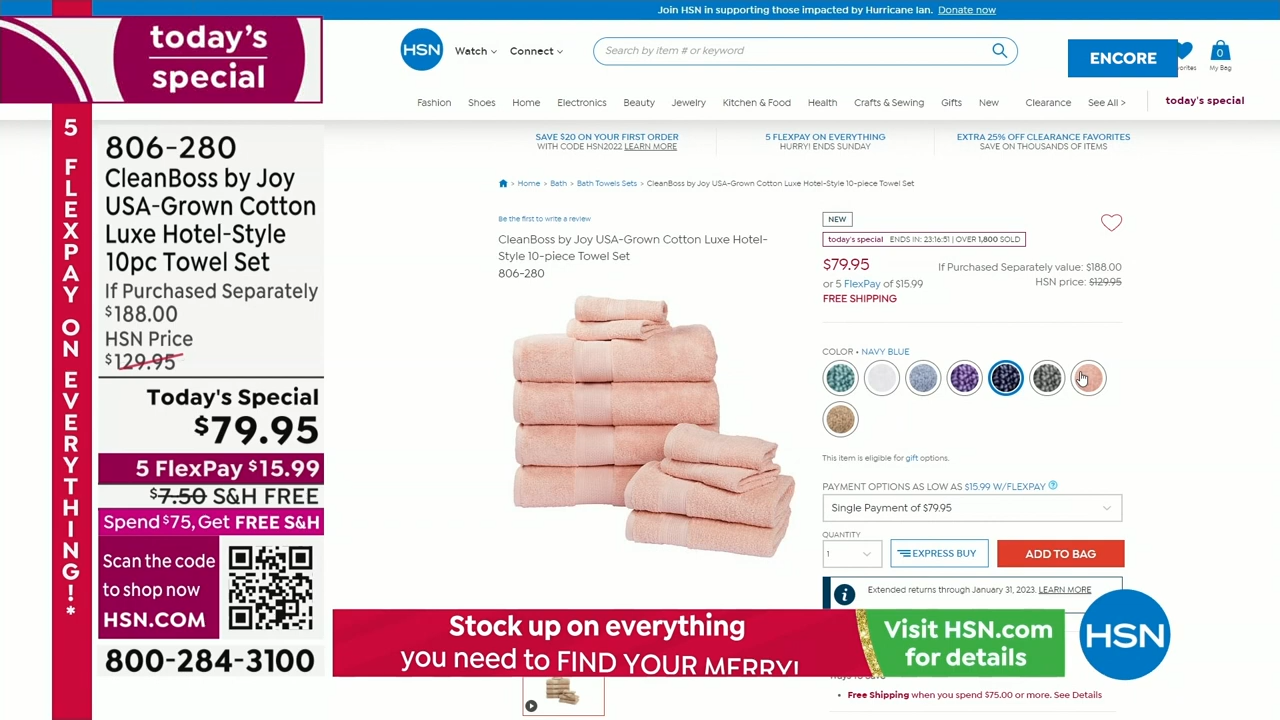 Join HSN in supporting those impacted by Hurricane Ian. Donate now
today's
special
HSN
Watch
Connect
Search by item # or keyword
ENCORE
My Bag
0
Fashion Shoes Home Electronics Beauty Jewelry Kitchen & Food Health Crafts & Sewing Gifts New Clearance See All > today's special
SAVE $20 ON YOUR FIRST ORDER
WITH CODE HSN2022 LEARN MORE
5 FLEXPAY ON EVERYTHING
HURRY! ENDS SUNDAY
EXTRA 25% OFF CLEARANCE FAVORITES
SAVE ON THOUSANDS OF ITEMS
5 FLEXPAY ON EVERYTHING!*
806-280
CleanBoss by Joy
USA-Grown Cotton
Luxe Hotel-Style
10pc Towel Set
If Purchased Separately
$188.00
HSN Price
$129.95
Today's Special
$79.95
5 FlexPay $15.99
$7.50 S&H FREE
Spend $75, Get FREE S&H
Scan the code
to shop now
HSN.COM
800-284-3100
> Home > Bath > Bath Towels Sets > CleanBoss by Joy USA-Grown Cotton Luxe Hotel-Style 10-piece Towel Set
Be the first to write a review
CleanBoss by Joy USA-Grown Cotton Luxe Hotel-
Style 10-piece Towel Set
806-280
NEW
today's special ENDS IN: 23:16:51 | OVER 1,800 SOLD
$79.95
or 5 FlexPay of $15.99
FREE SHIPPING
If Purchased Separately value: $188.00
HSN price: $129.95
COLOR • NAVY BLUE
This item is eligible for gift options.
PAYMENT OPTIONS AS LOW AS $15.99 W/FLEXPAY ?
Single Payment of $79.95
QUANTITY
1
EXPRESS BUY
ADD TO BAG
i
Extended returns through January 31, 2023. LEARN MORE
Stock up on everything
you need to FIND YOUR MERRY!
Visit HSN.com
for details
HSN
• Free Shipping when you spend $75.00 or more. See Details